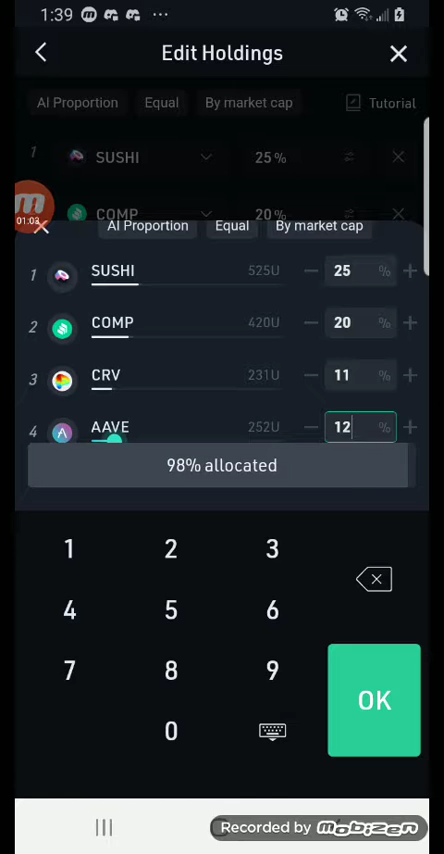 1:39
Edit Holdings
AI Proportion Equal By market cap Tutorial
1 SUSHI 25%
COMP 20%
01:03
AI Proportion Equal By market cap
1 SUSHI 525U 25 %
2 COMP 420U 20 %
3 CRV 231U 11 %
4 AAVE 252U 12 %
98% allocated
1 2 3
4 5 6
7 8 9
OK
0
Recorded by mobizen